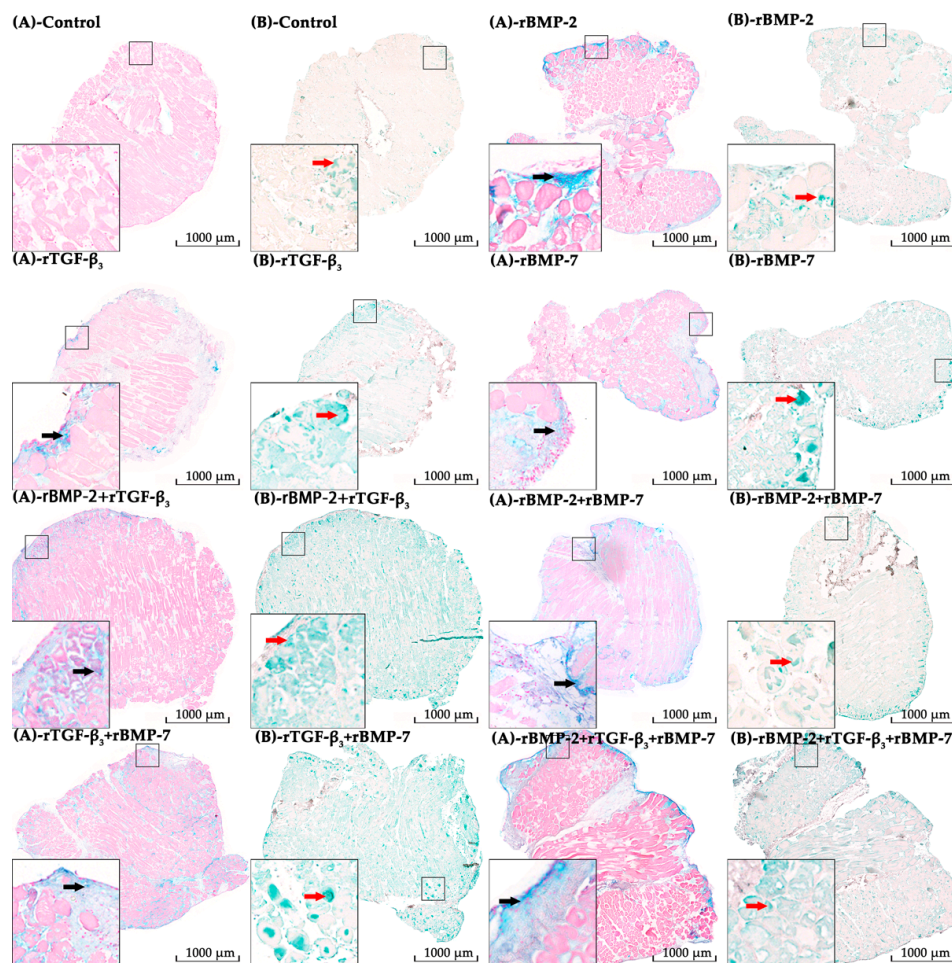 (A)-Control (B)-Control (A)-rBMP-2 (B)-rBMP-2
1000 µm 1000 µm 1000 µm 1000 µm
(A)-rTGF-β₃ (B)-rTGF-β₃ (A)-rBMP-7 (B)-rBMP-7
1000 µm 1000 µm 1000 µm 1000 µm
(A)-rBMP-2+rTGF-β₃ (B)-rBMP-2+rTGF-β₃ (A)-rBMP-2+rBMP-7 (B)-rBMP-2+rBMP-7
1000 µm 1000 µm 1000 µm 1000 µm
(A)-rTGF-β₃+rBMP-7 (B)-rTGF-β₃+rBMP-7 (A)-rBMP-2+rTGF-β₃+rBMP-7 (B)-rBMP-2+rTGF-β₃+rBMP-7
1000 µm 1000 µm 1000 µm 1000 µm